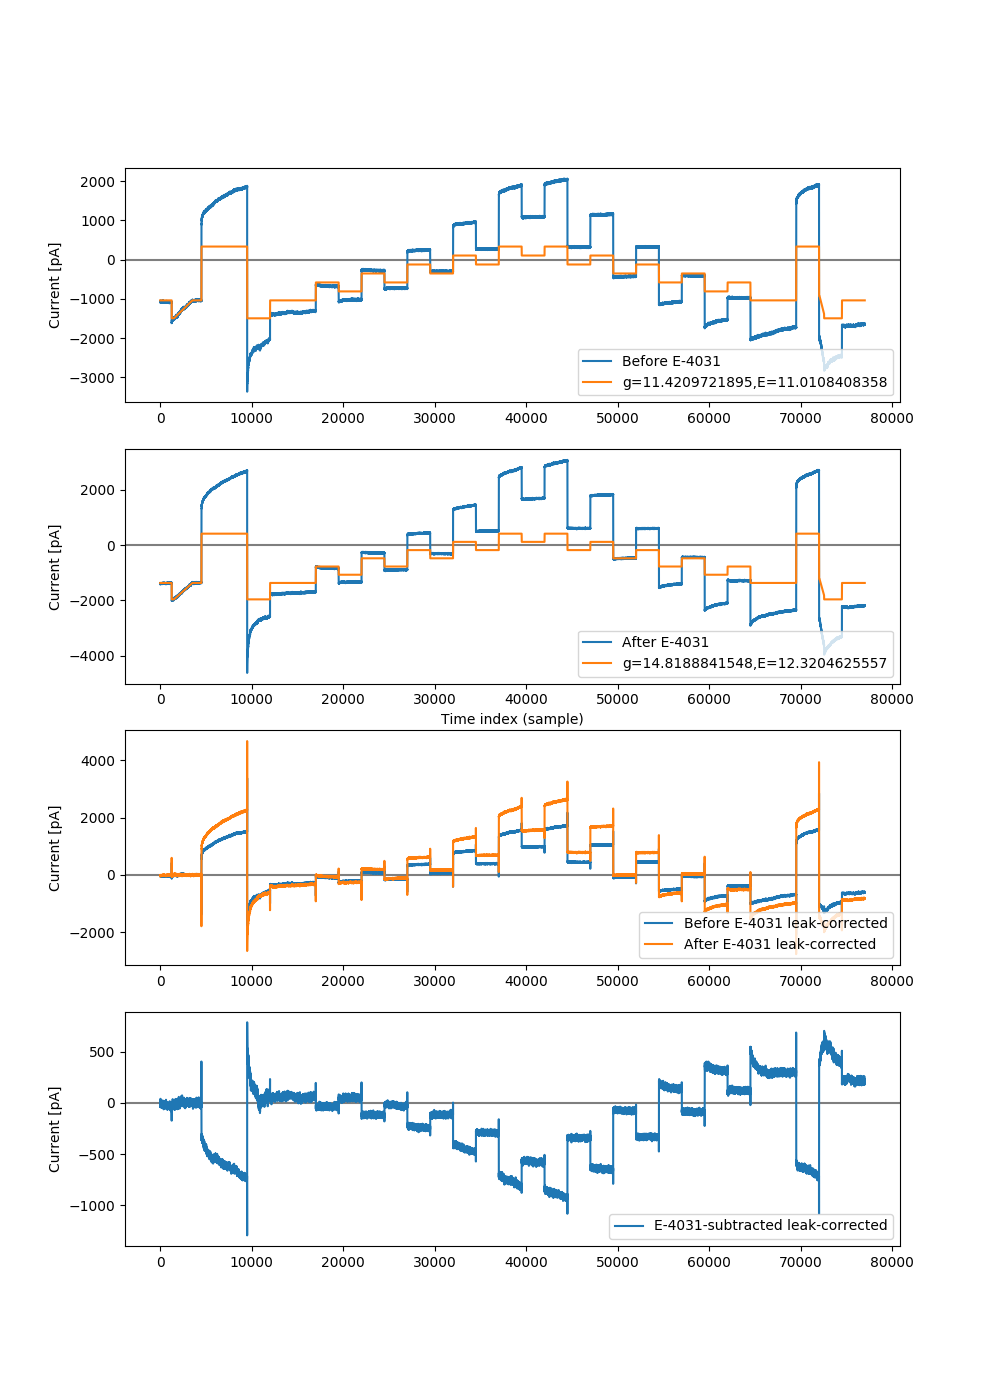 2000
1000
0
−1000
−2000
−3000
Current [pA]
Before E-4031
g=11.4209721895,E=11.0108408358
0 10000 20000 30000 40000 50000 60000 70000 80000
2000
0
−2000
−4000
Current [pA]
After E-4031
g=14.8188841548,E=12.3204625557
0 10000 20000 30000 40000 50000 60000 70000 80000
Time index (sample)
4000
2000
0
−2000
Current [pA]
Before E-4031 leak-corrected
After E-4031 leak-corrected
0 10000 20000 30000 40000 50000 60000 70000 80000
500
0
−500
−1000
Current [pA]
E-4031-subtracted leak-corrected
0 10000 20000 30000 40000 50000 60000 70000 80000